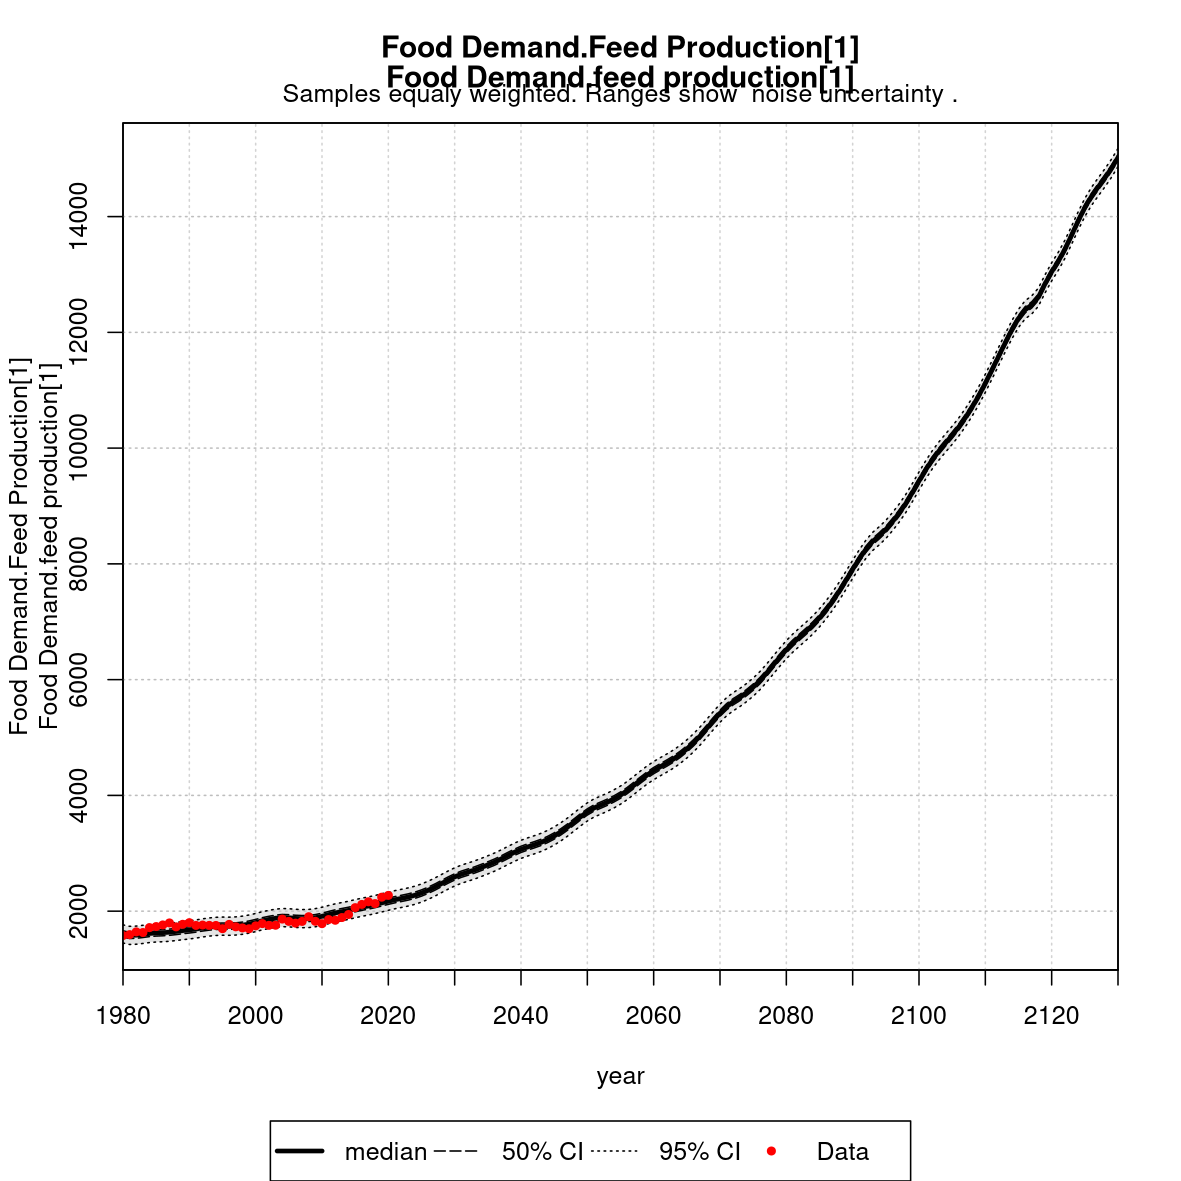 Food Demand.Feed Production[1]
Food Demand.feed production[1]
Samples equaly weighted. Ranges show  noise uncertainty .
Food Demand.Feed Production[1]
Food Demand.feed production[1]
14000
12000
10000
8000
6000
4000
2000
1980 2000 2020 2040 2060 2080 2100 2120
year
median 50% CI 95% CI Data